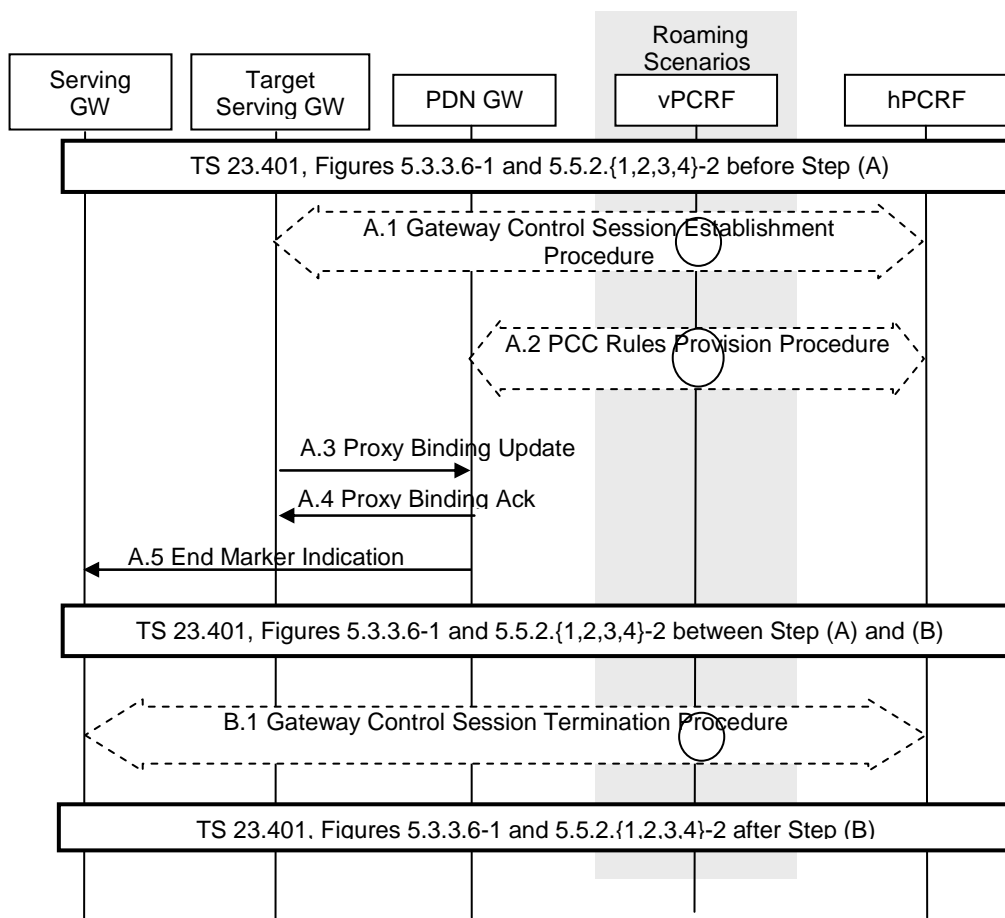 Roaming
Scenarios
Serving
GW
Target
Serving GW
PDN GW
vPCRF
hPCRF
TS 23.401, Figures 5.3.3.6-1 and 5.5.2.{1,2,3,4}-2 before Step (A)
A.1 Gateway Control Session Establishment
Procedure
A.2 PCC Rules Provision Procedure
A.3 Proxy Binding Update
A.4 Proxy Binding Ack
A.5 End Marker Indication
TS 23.401, Figures 5.3.3.6-1 and 5.5.2.{1,2,3,4}-2 between Step (A) and (B)
B.1 Gateway Control Session Termination Procedure
TS 23.401, Figures 5.3.3.6-1 and 5.5.2.{1,2,3,4}-2 after Step (B)